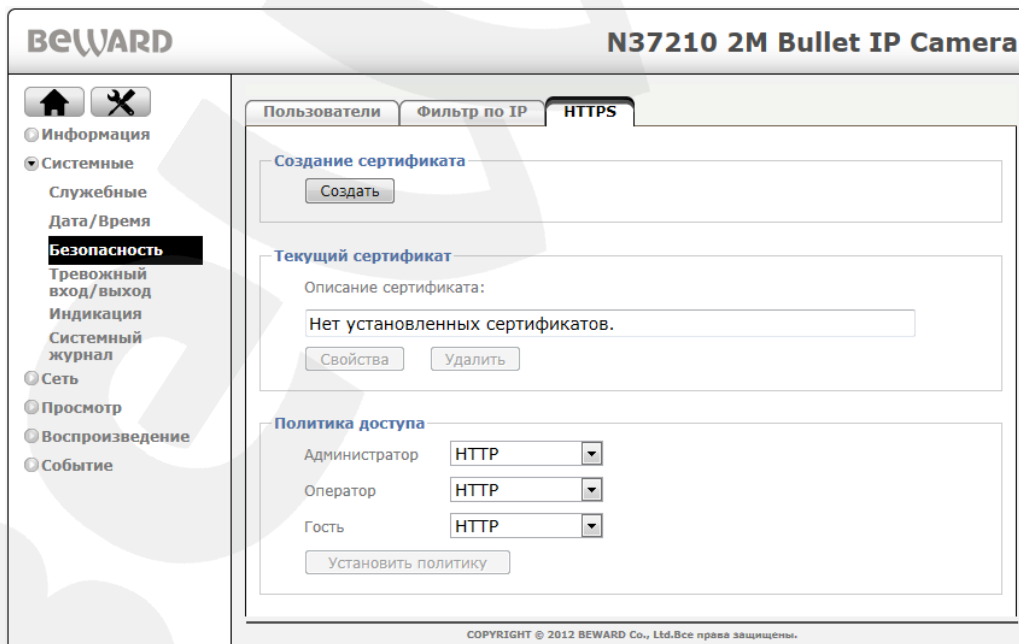 BEWARD
N37210 2M Bullet IP Camera
Информация
Системные
Служебные
Дата/Время
Безопасность
Тревожный
вход/выход
Индикация
Системный
журнал
Сеть
Просмотр
Воспроизведение
Событие
Пользователи
Фильтр по IP
HTTPS
Создание сертификата
Создать
Текущий сертификат
Описание сертификата:
Нет установленных сертификатов.
Свойства
Удалить
Политика доступа
Администратор HTTP
Оператор HTTP
Гость HTTP
Установить политику
COPYRIGHT © 2012 BEWARD Co., Ltd.Все права защищены.